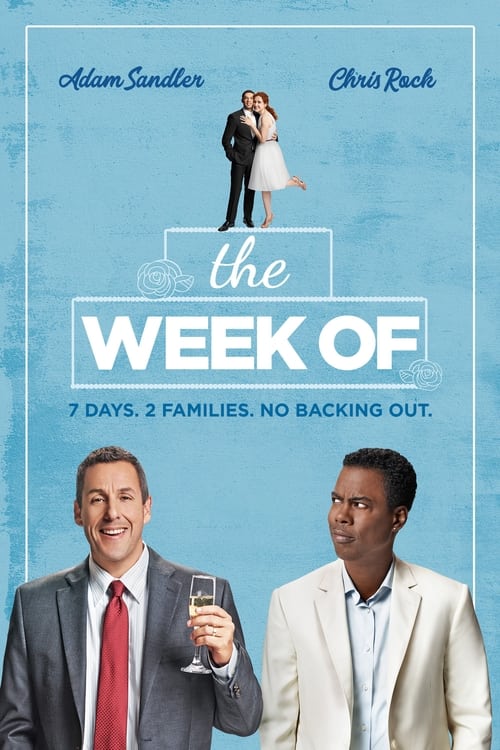 Adam Sandler
Chris Rock
the
WEEK OF
7 DAYS. 2 FAMILIES. NO BACKING OUT.